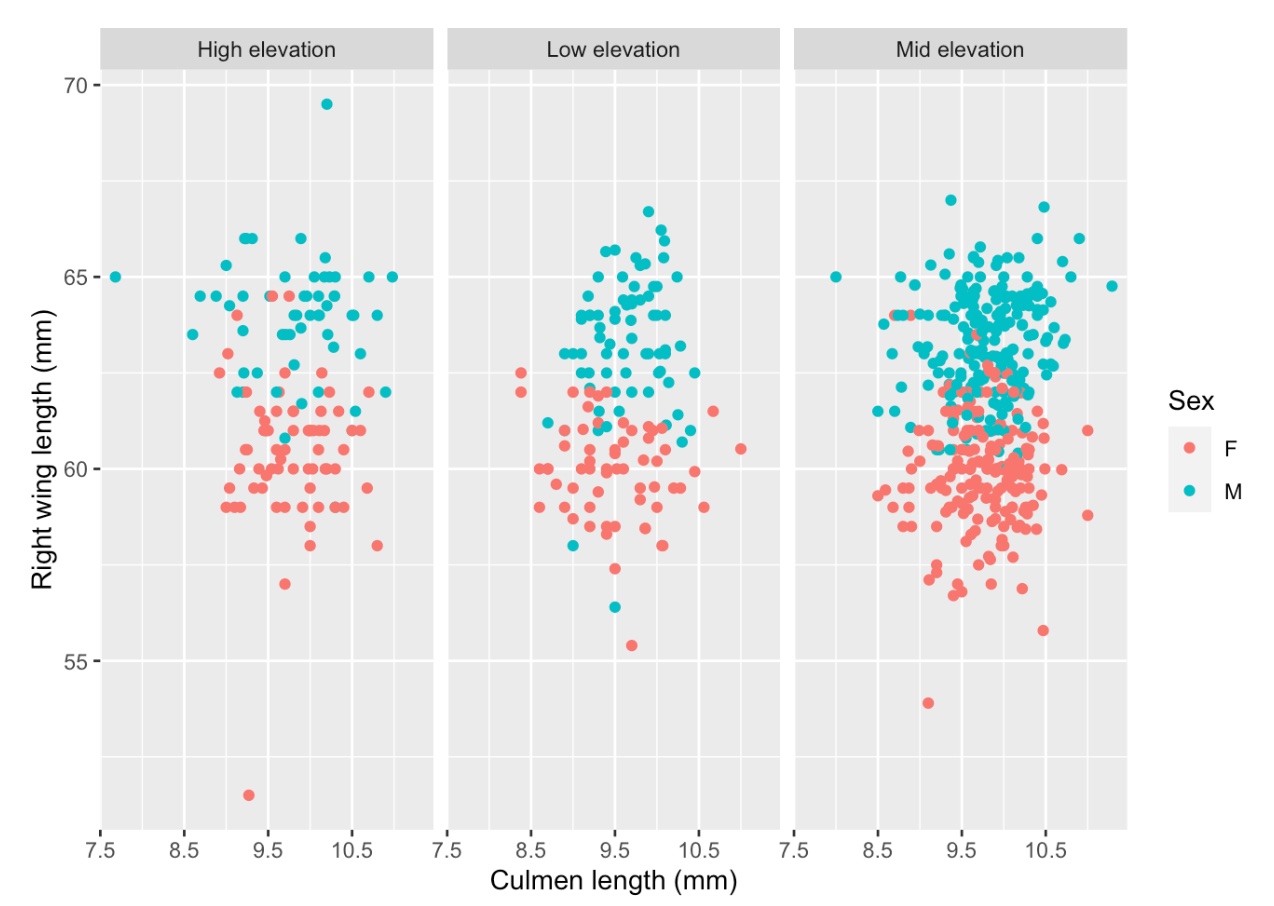 High elevation Low elevation Mid elevation
70
65
60
55
7.5 8.5 9.5 10.5 7.5 8.5 9.5 10.5 7.5 8.5 9.5 10.5
Culmen length (mm)
Right wing length (mm)
Sex
F
M